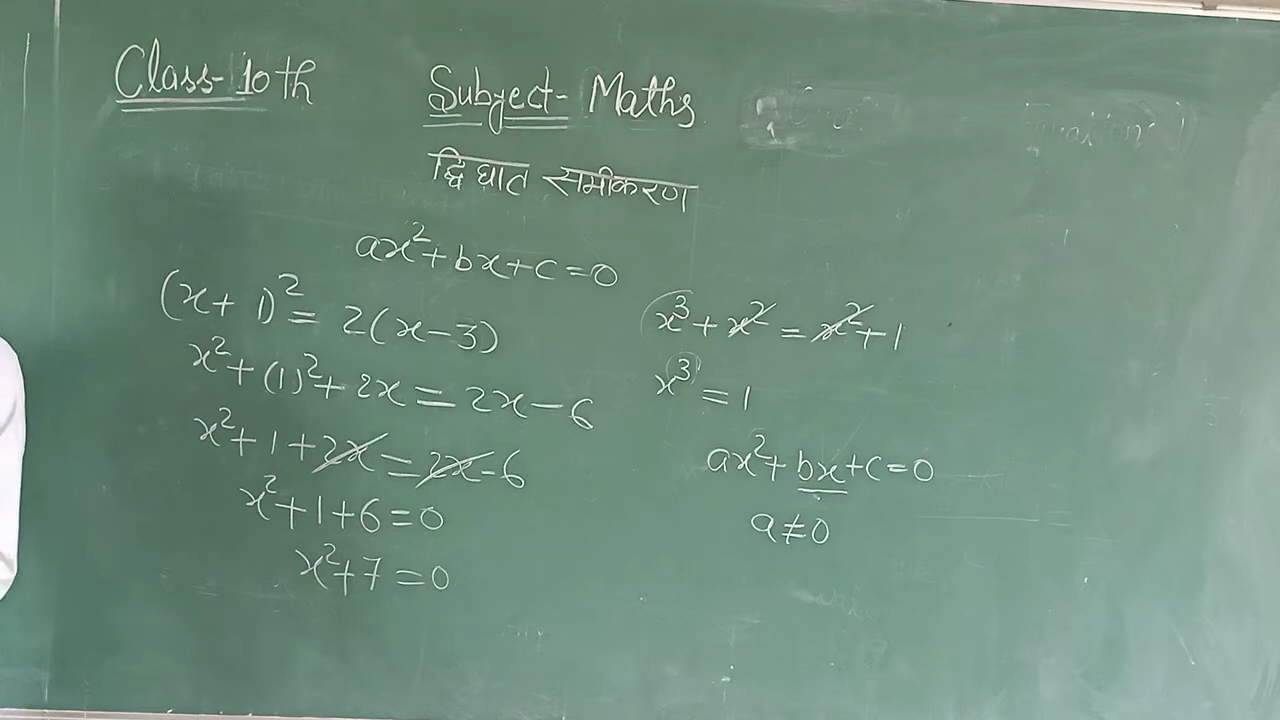 Class-10th Subject- Maths
द्विघात समीकरण
ax²+bx+c=0
(x+1)²=2(x-3)
x²+(1)²+2x=2x-6
x²+1+2x=2x-6
x²+1+6=0
x²+7=0
x³+x²=x²+1
x³=1
ax²+bx+c=0
a≠0